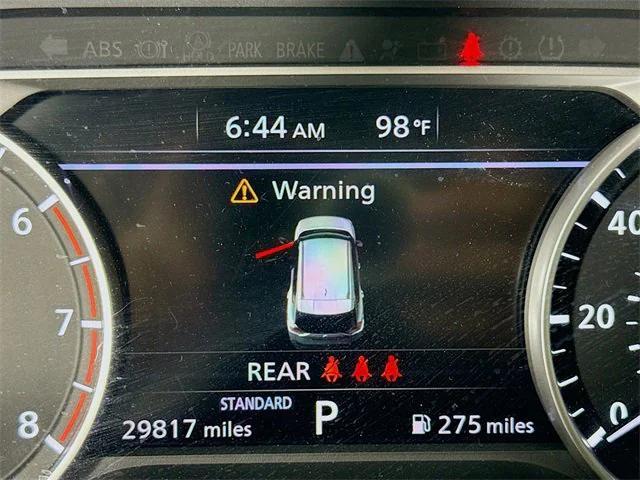 ABS PARK BRAKE
6:44 AM 98 °F
Warning
REAR
STANDARD
P
29817 miles
275 miles
6
7
8
40
20
0